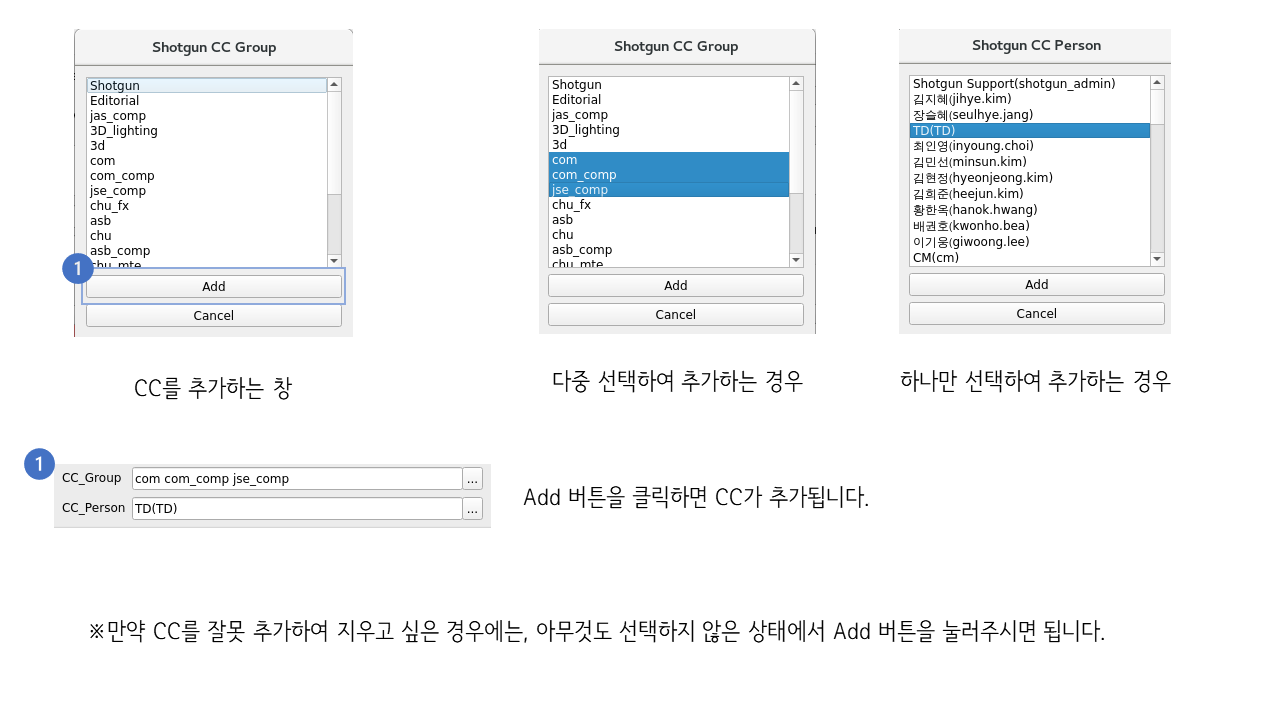 Shotgun CC Group
Shotgun
Editorial
jas_comp
3D_lighting
3d
com
com_comp
jse_comp
chu_fx
asb
chu
asb_comp
chu_mte
1
Add
Cancel
CC를 추가하는 창
Shotgun CC Group
Shotgun
Editorial
jas_comp
3D_lighting
3d
com
com_comp
jse_comp
chu_fx
asb
chu
asb_comp
chu_mte
Add
Cancel
다중 선택하여 추가하는 경우
Shotgun CC Person
Shotgun Support(shotgun_admin)
김지혜(jihye.kim)
장슬혜(seulhye.jang)
TD(TD)
최인영(inyoung.choi)
김민선(minsun.kim)
김현정(hyeonjeong.kim)
김희준(heejun.kim)
황한옥(hanok.hwang)
배권호(kwonho.bea)
이기웅(giwoong.lee)
CM(cm)
Add
Cancel
하나만 선택하여 추가하는 경우
1
CC_Group com com_comp jse_comp ...
CC_Person TD(TD) ...
Add 버튼을 클릭하면 CC가 추가됩니다.
※만약 CC를 잘못 추가하여 지우고 싶은 경우에는, 아무것도 선택하지 않은 상태에서 Add 버튼을 눌러주시면 됩니다.